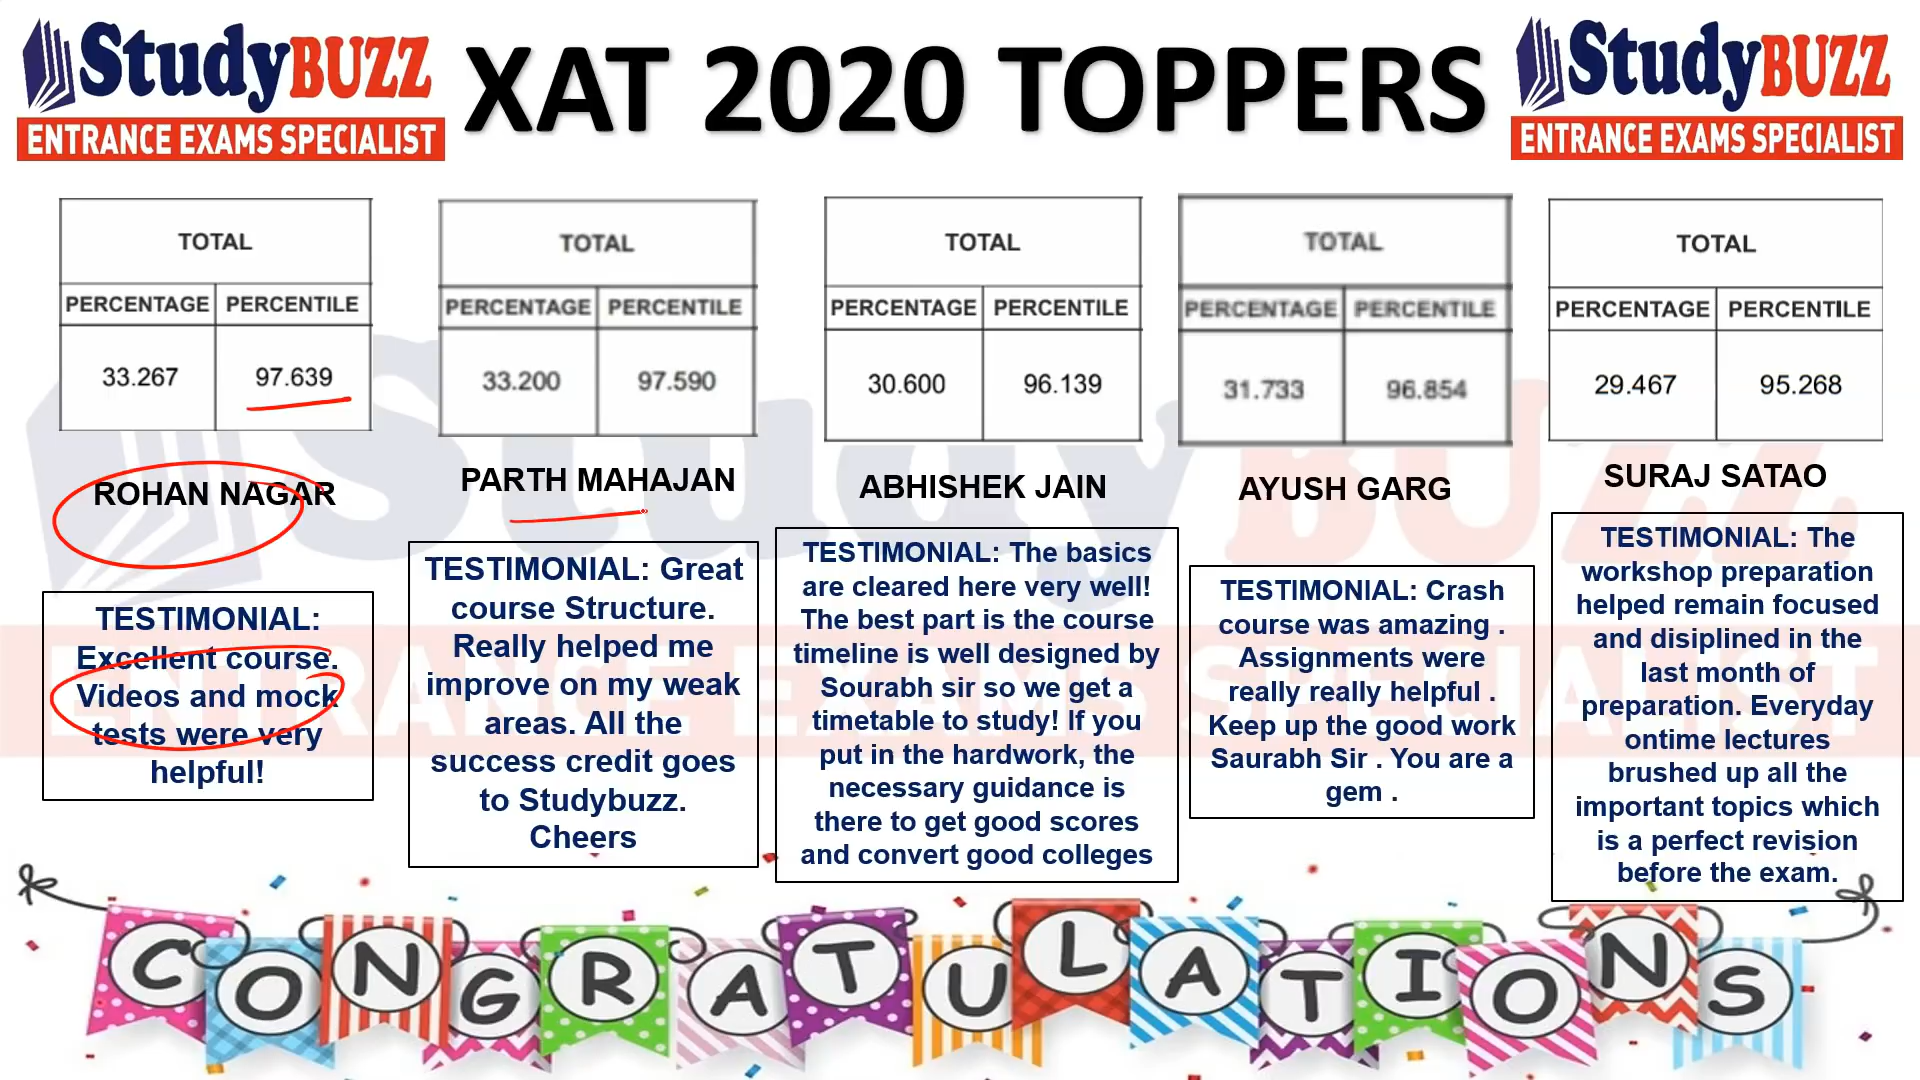 StudyBUZZ
ENTRANCE EXAMS SPECIALIST
XAT 2020 TOPPERS
StudyBUZZ
ENTRANCE EXAMS SPECIALIST
TOTAL
PERCENTAGE PERCENTILE
33.267 97.639
ROHAN NAGAR
TESTIMONIAL:
Excellent course.
Videos and mock
tests were very
helpful!
TOTAL
PERCENTAGE PERCENTILE
33.200 97.590
PARTH MAHAJAN
TESTIMONIAL: Great
course Structure.
Really helped me
improve on my weak
areas. All the
success credit goes
to Studybuzz.
Cheers
TOTAL
PERCENTAGE PERCENTILE
30.600 96.139
ABHISHEK JAIN
TESTIMONIAL: The basics
are cleared here very well!
The best part is the course
timeline is well designed by
Sourabh sir so we get a
timetable to study! If you
put in the hardwork, the
necessary guidance is
there to get good scores
and convert good colleges
TOTAL
PERCENTAGE PERCENTILE
31.733 96.854
AYUSH GARG
TESTIMONIAL: Crash
course was amazing .
Assignments were
really really helpful .
Keep up the good work
Saurabh Sir . You are a
gem .
TOTAL
PERCENTAGE PERCENTILE
29.467 95.268
SURAJ SATAO
TESTIMONIAL: The
workshop preparation
helped remain focused
and disiplined in the
last month of
preparation. Everyday
ontime lectures
brushed up all the
important topics which
is a perfect revision
before the exam.
StudyBUZZ
ENTRANCE EXAMS SPECIALIST
CONGRATULATIONS